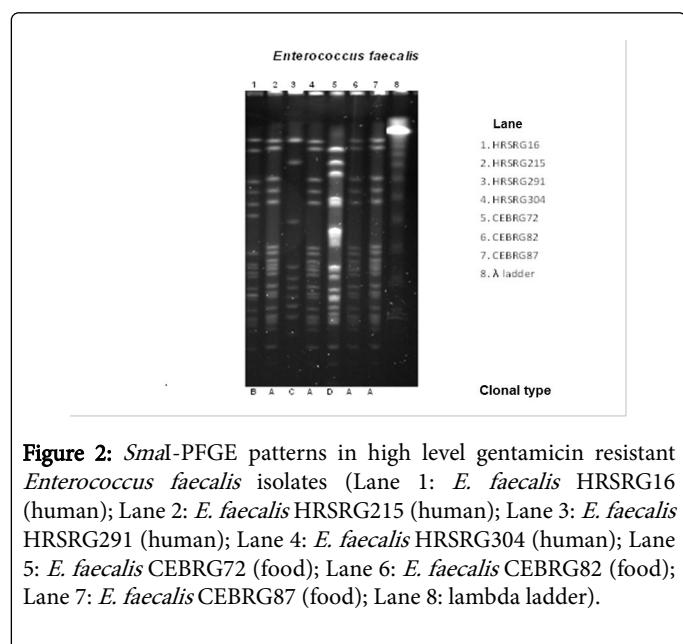 Enterococcus faecalis
1 2 3 4 5 6 7 8
Lane
1. HRSRG16
2. HRSRG215
3. HRSRG291
4. HRSRG304
5. CEBRG72
6. CEBRG82
7. CEBRG87
8. λ ladder
B A C A D A A
Clonal type
Figure 2: SmaI-PFGE patterns in high level gentamicin resistant
Enterococcus faecalis isolates (Lane 1: E. faecalis HRSRG16
(human); Lane 2: E. faecalis HRSRG215 (human); Lane 3: E. faecalis
HRSRG291 (human); Lane 4: E. faecalis HRSRG304 (human); Lane
5: E. faecalis CEBRG72 (food); Lane 6: E. faecalis CEBRG82 (food);
Lane 7: E. faecalis CEBRG87 (food); Lane 8: lambda ladder).